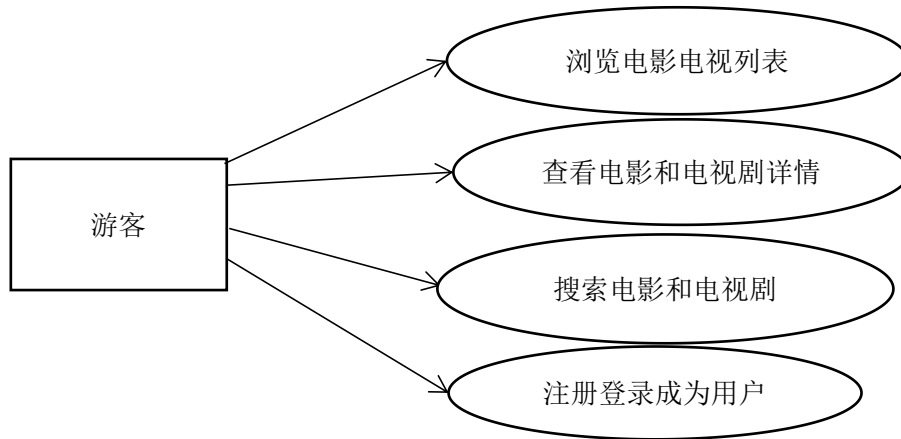 浏览电影电视列表
查看电影和电视剧详情
游客
搜索电影和电视剧
注册登录成为用户